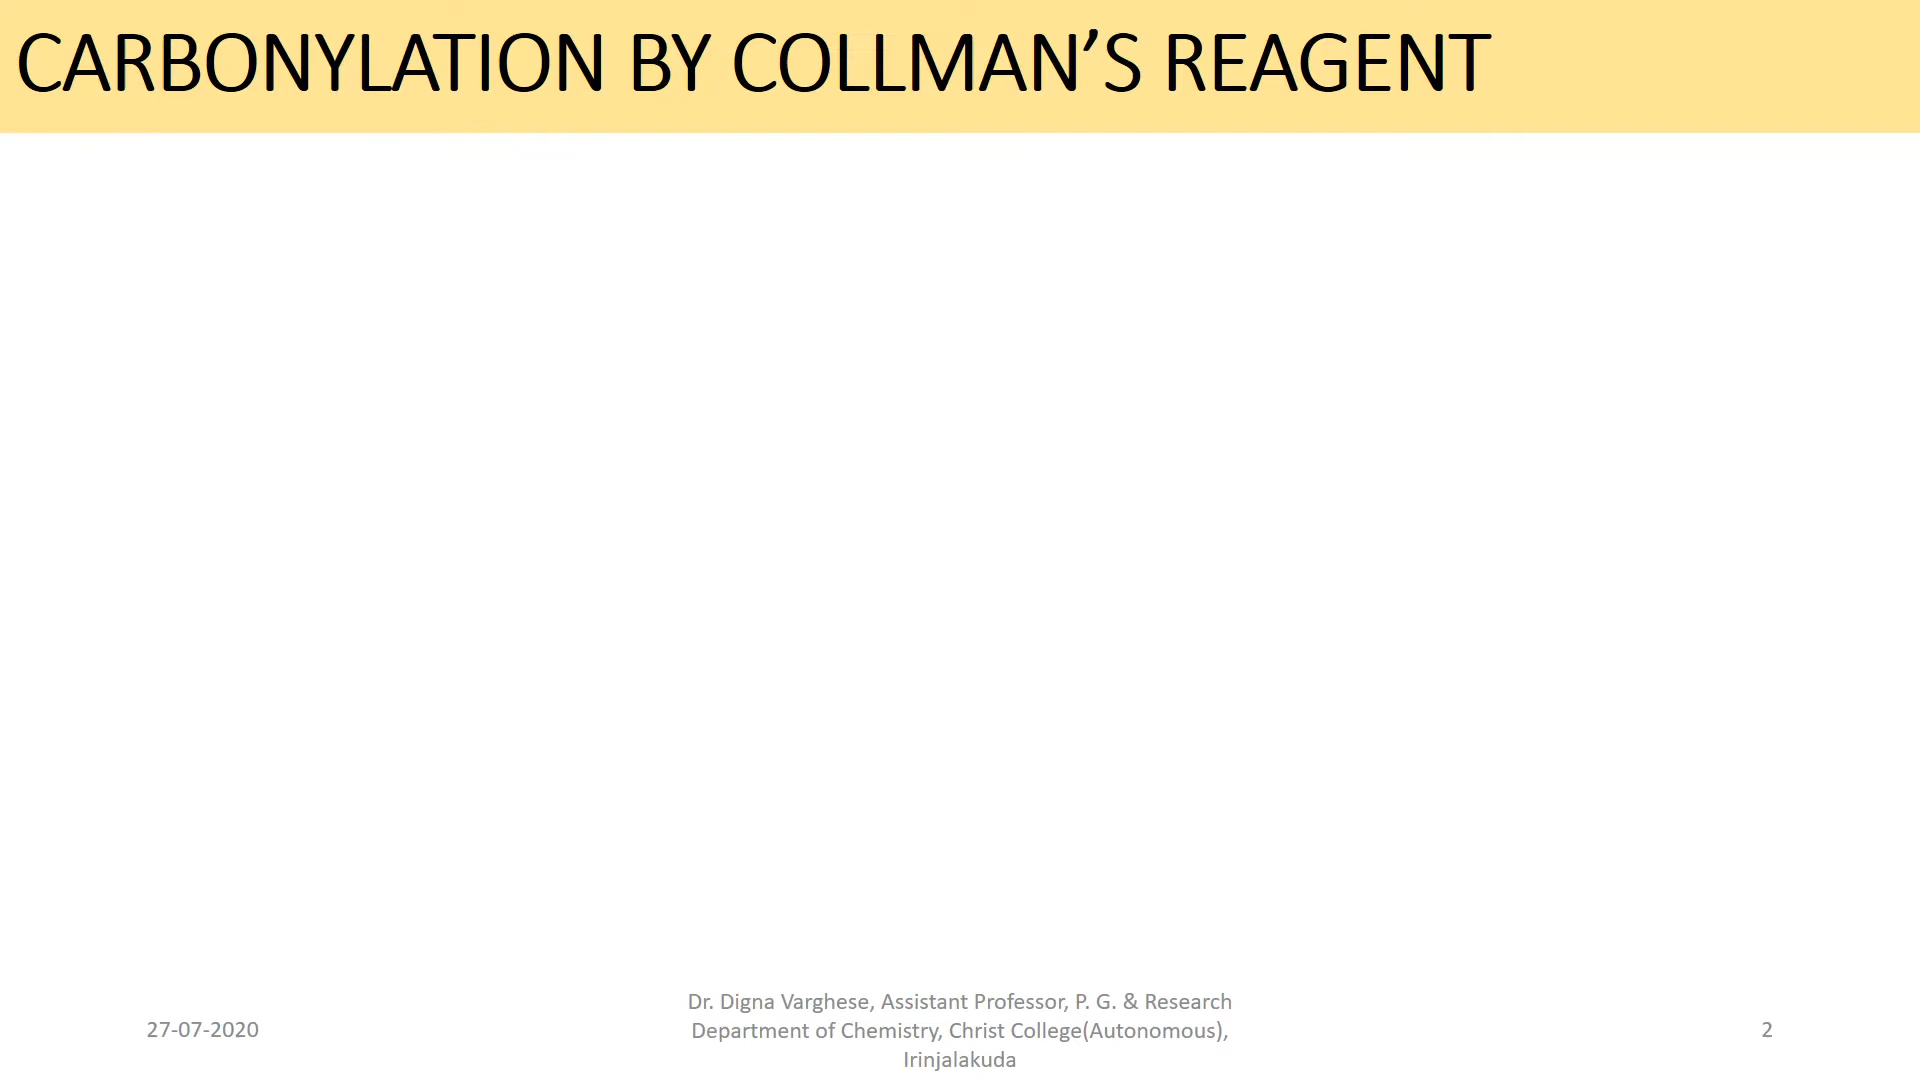 CARBONYLATION BY COLLMAN’S REAGENT
27-07-2020
Dr. Digna Varghese, Assistant Professor, P. G. & Research
Department of Chemistry, Christ College(Autonomous),
Irinjalakuda
2